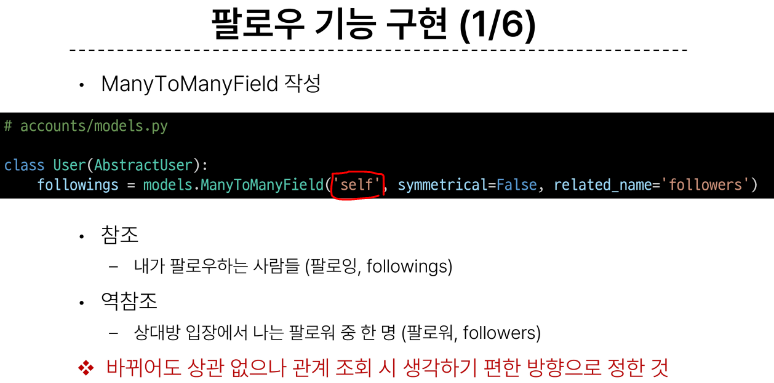 팔로우 기능 구현 (1/6)
• ManyToManyField 작성
# accounts/models.py
class User(AbstractUser):
    followings = models.ManyToManyField('self', symmetrical=False, related_name='followers')
• 참조
– 내가 팔로우하는 사람들 (팔로잉, followings)
• 역참조
– 상대방 입장에서 나는 팔로워 중 한 명 (팔로워, followers)
❖ 바뀌어도 상관 없으나 관계 조회 시 생각하기 편한 방향으로 정한 것